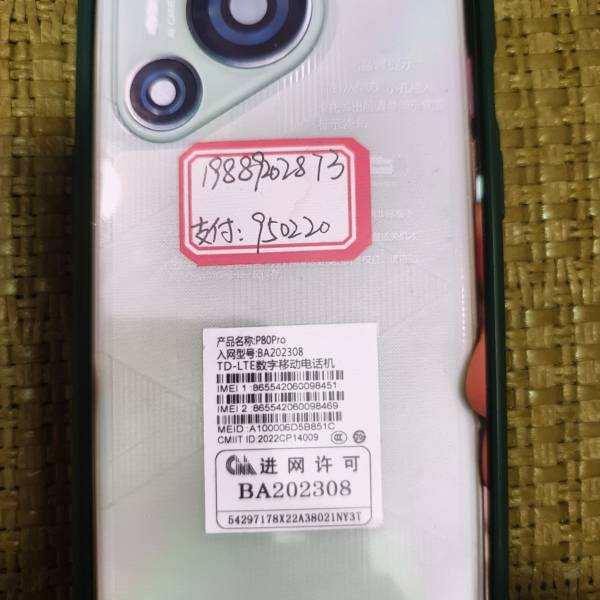 19889202873
支付: 950220
产品名称:P80Pro
入网型号:BA202308
TD-LTE数字移动电话机
IMEI 1 :865542060098451
IMEI 2 :865542060098469
MEID :A100006D5B851C
CMIIT ID:2022CP14009
进网许可
BA202308
54297178X22A38021NY3T